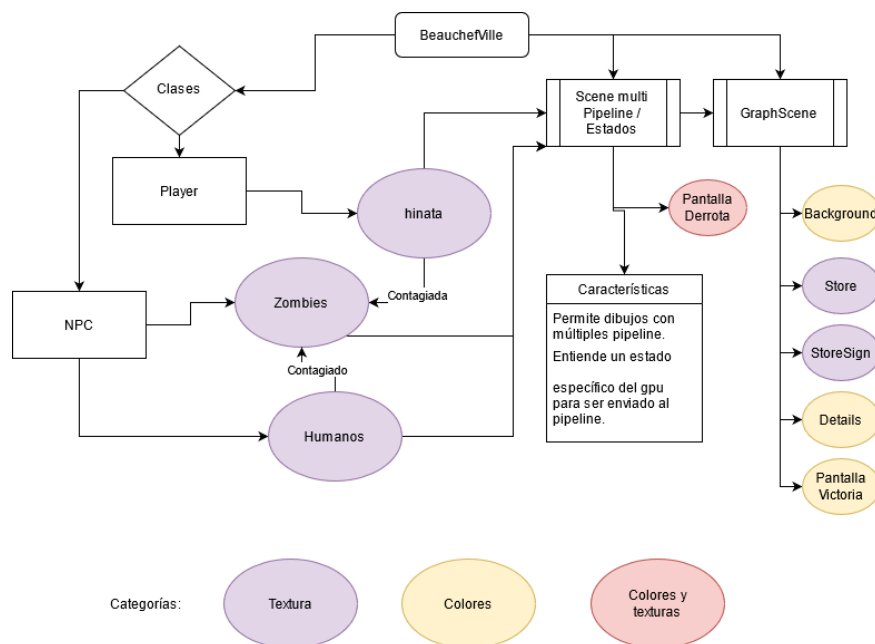 BeauchefVille
Clases
Scene multi
Pipeline /
Estados
GraphScene
Player
hinata
Pantalla
Derrota
Background
Contagiada
Características
Permite dibujos con
múltiples pipeline.
Entiende un estado
específico del gpu
para ser enviado al
pipeline.
Store
NPC
Zombies
StoreSign
Contagiado
Humanos
Details
Pantalla
Victoria
Categorías:
Textura
Colores
Colores y
texturas